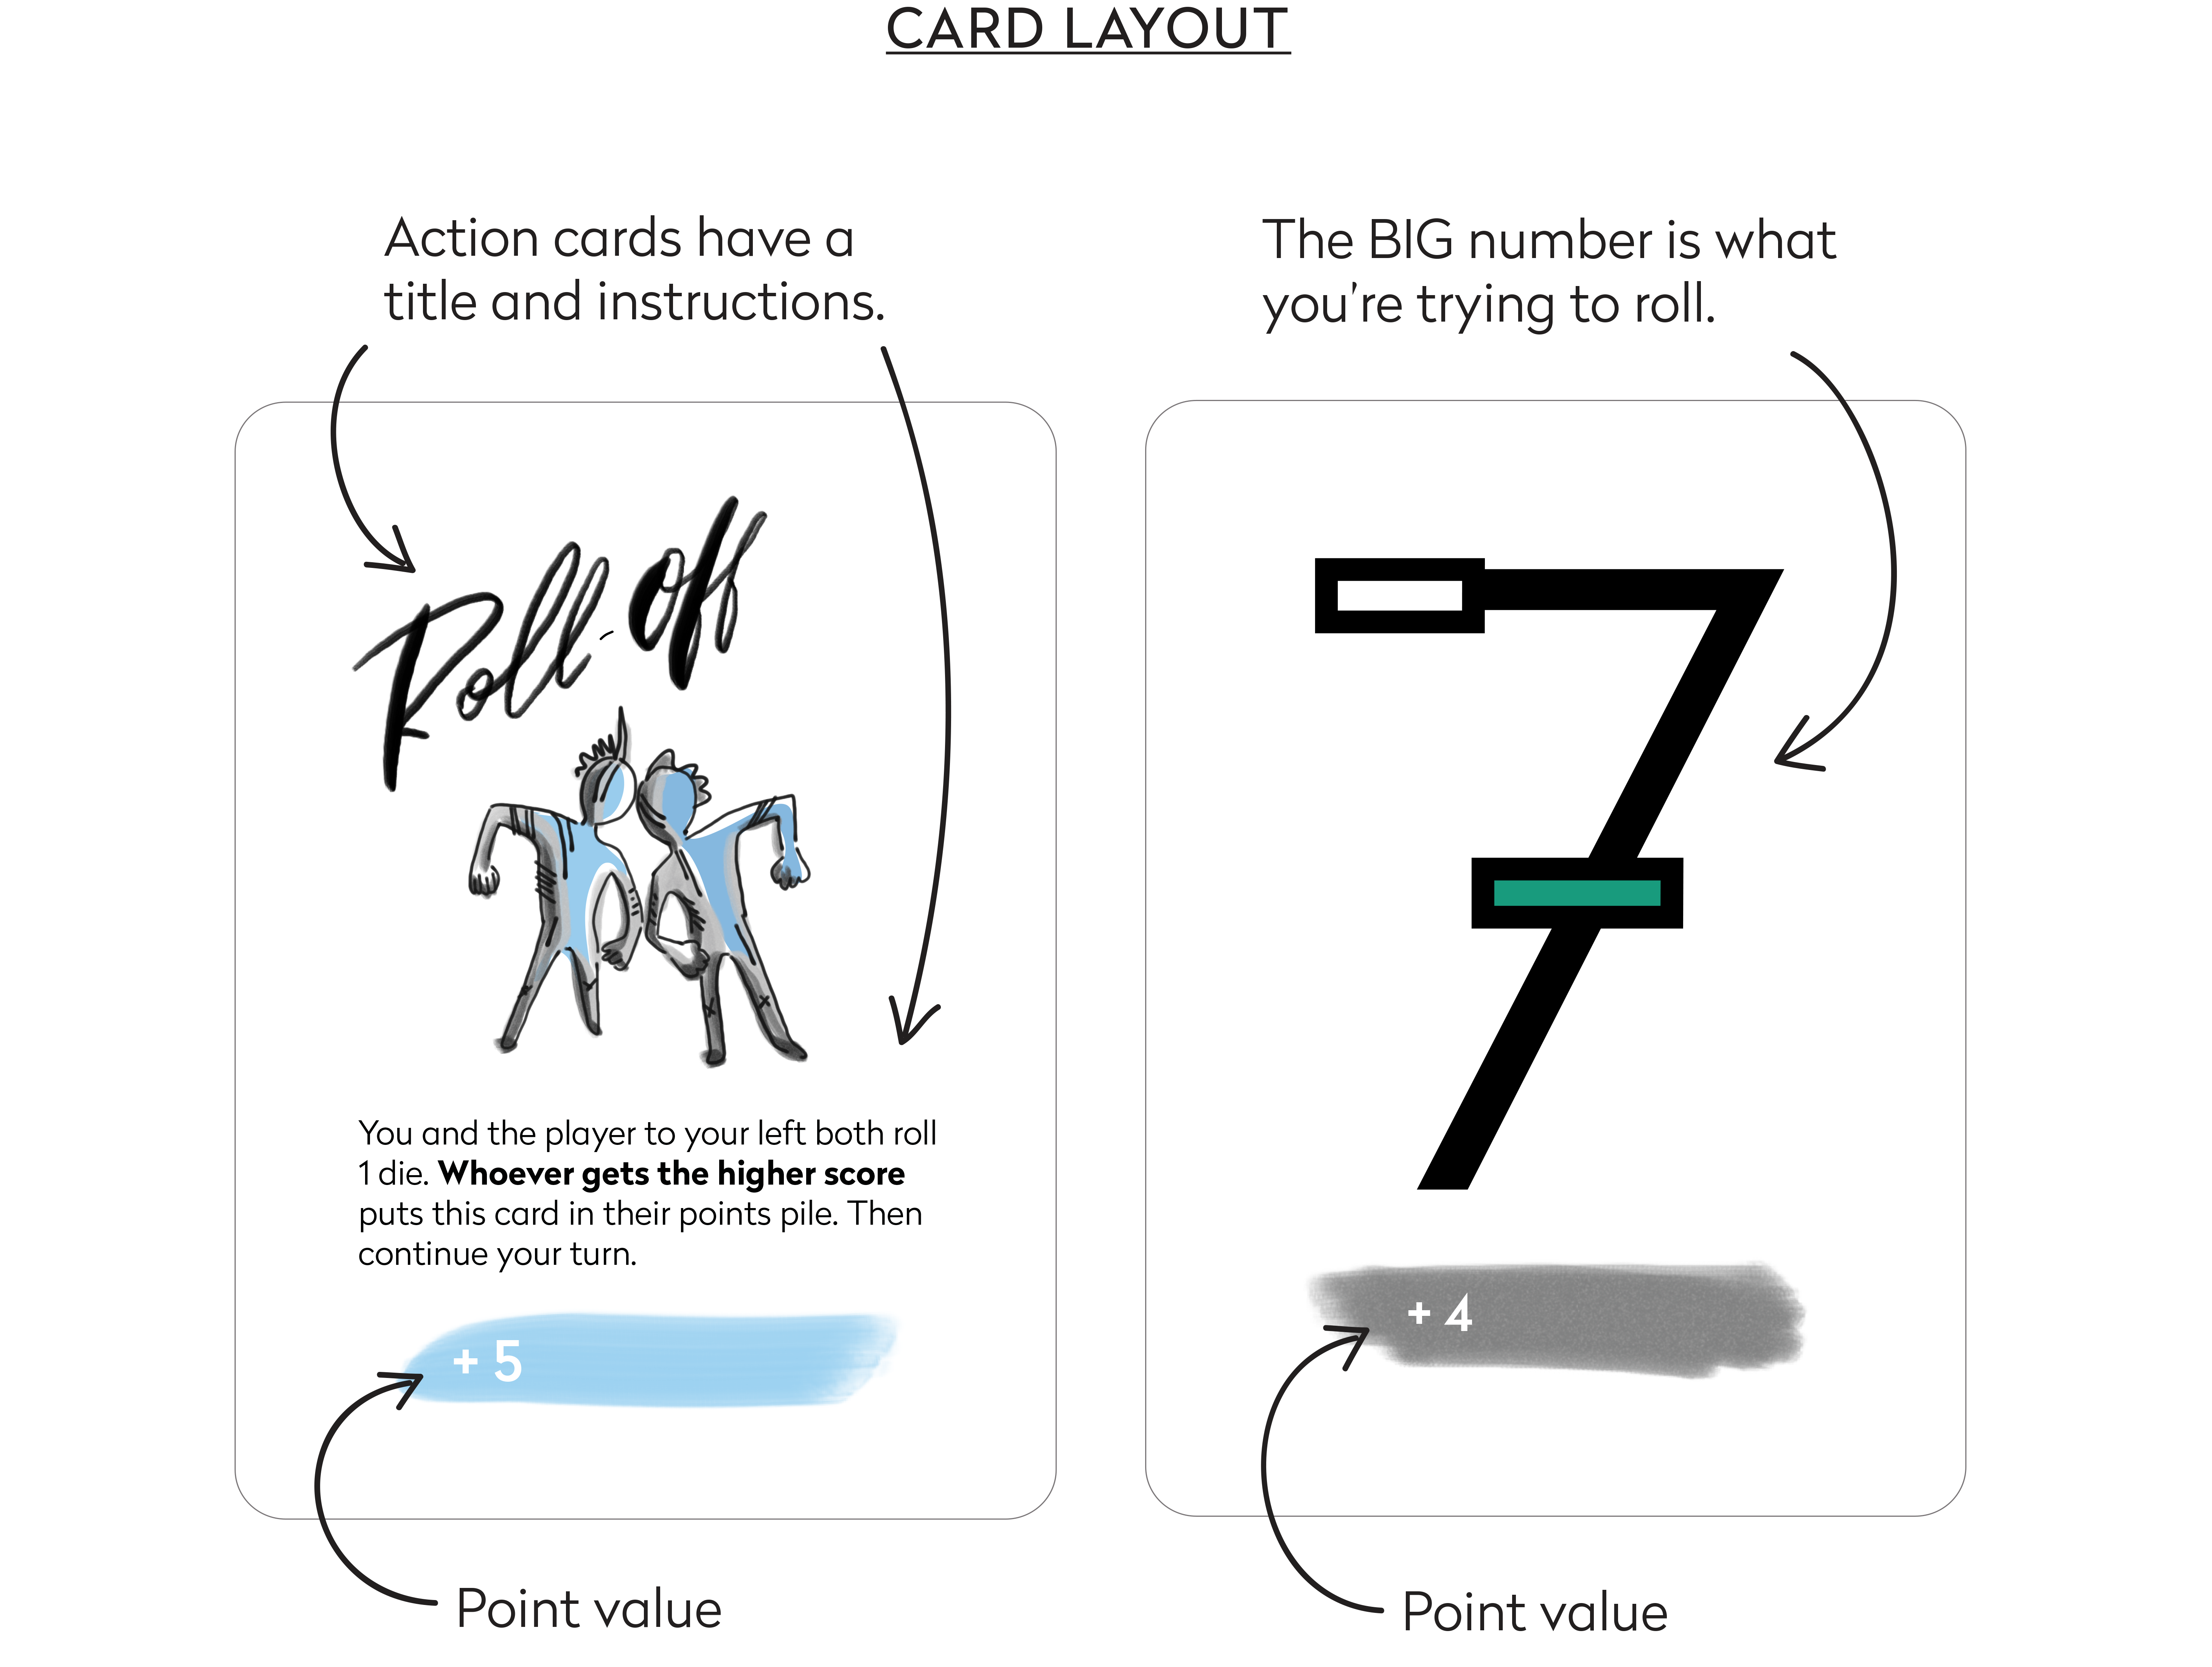 CARD LAYOUT
Action cards have a
title and instructions.
The BIG number is what
you're trying to roll.
Roll-off
7
You and the player to your left both roll
1 die. Whoever gets the higher score
puts this card in their points pile. Then
continue your turn.
+ 5
+ 4
Point value
Point value